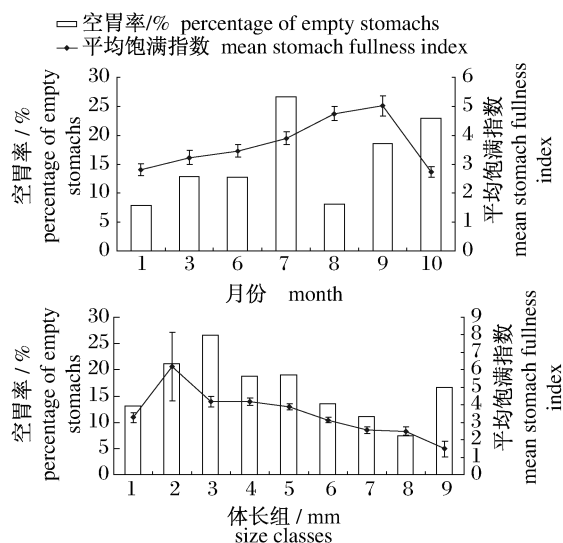 空胃率/% percentage of empty stomachs
平均饱满指数 mean stomach fullness index
空胃率 / %
percentage of empty
stomachs
30
25
20
15
10
5
0
6
5
4
3
2
1
0
平均饱满指数
mean stomach fullness
index
1 3 6 7 8 9 10
月份 month
空胃率 / %
percentage of empty
stomachs
30
25
20
15
10
5
0
9
8
7
6
5
4
3
2
1
0
平均饱满指数
mean stomach fullness
index
1 2 3 4 5 6 7 8 9
体长组 / mm
size classes